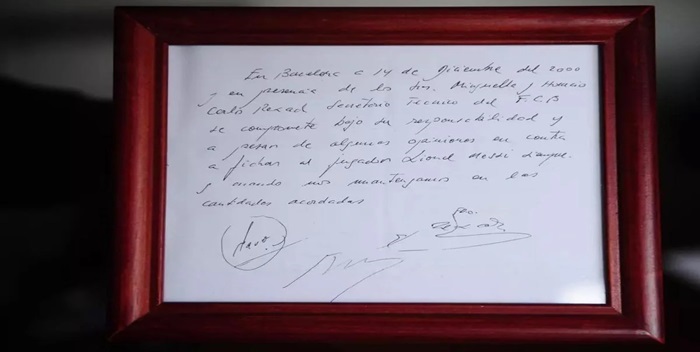 En Barcelona a 14 de Diciembre del 2000
y en presencia de los Sres. Minguella y Horacio
Carlos Rexach Secretario Tecnico del F.C.B
se compromete bajo su responsabilidad y
a pesar de algunas opiniones en contra
a fichar al jugador Lionel Messi siempre
y cuando nos mantengamos en las
cantidades acordadas